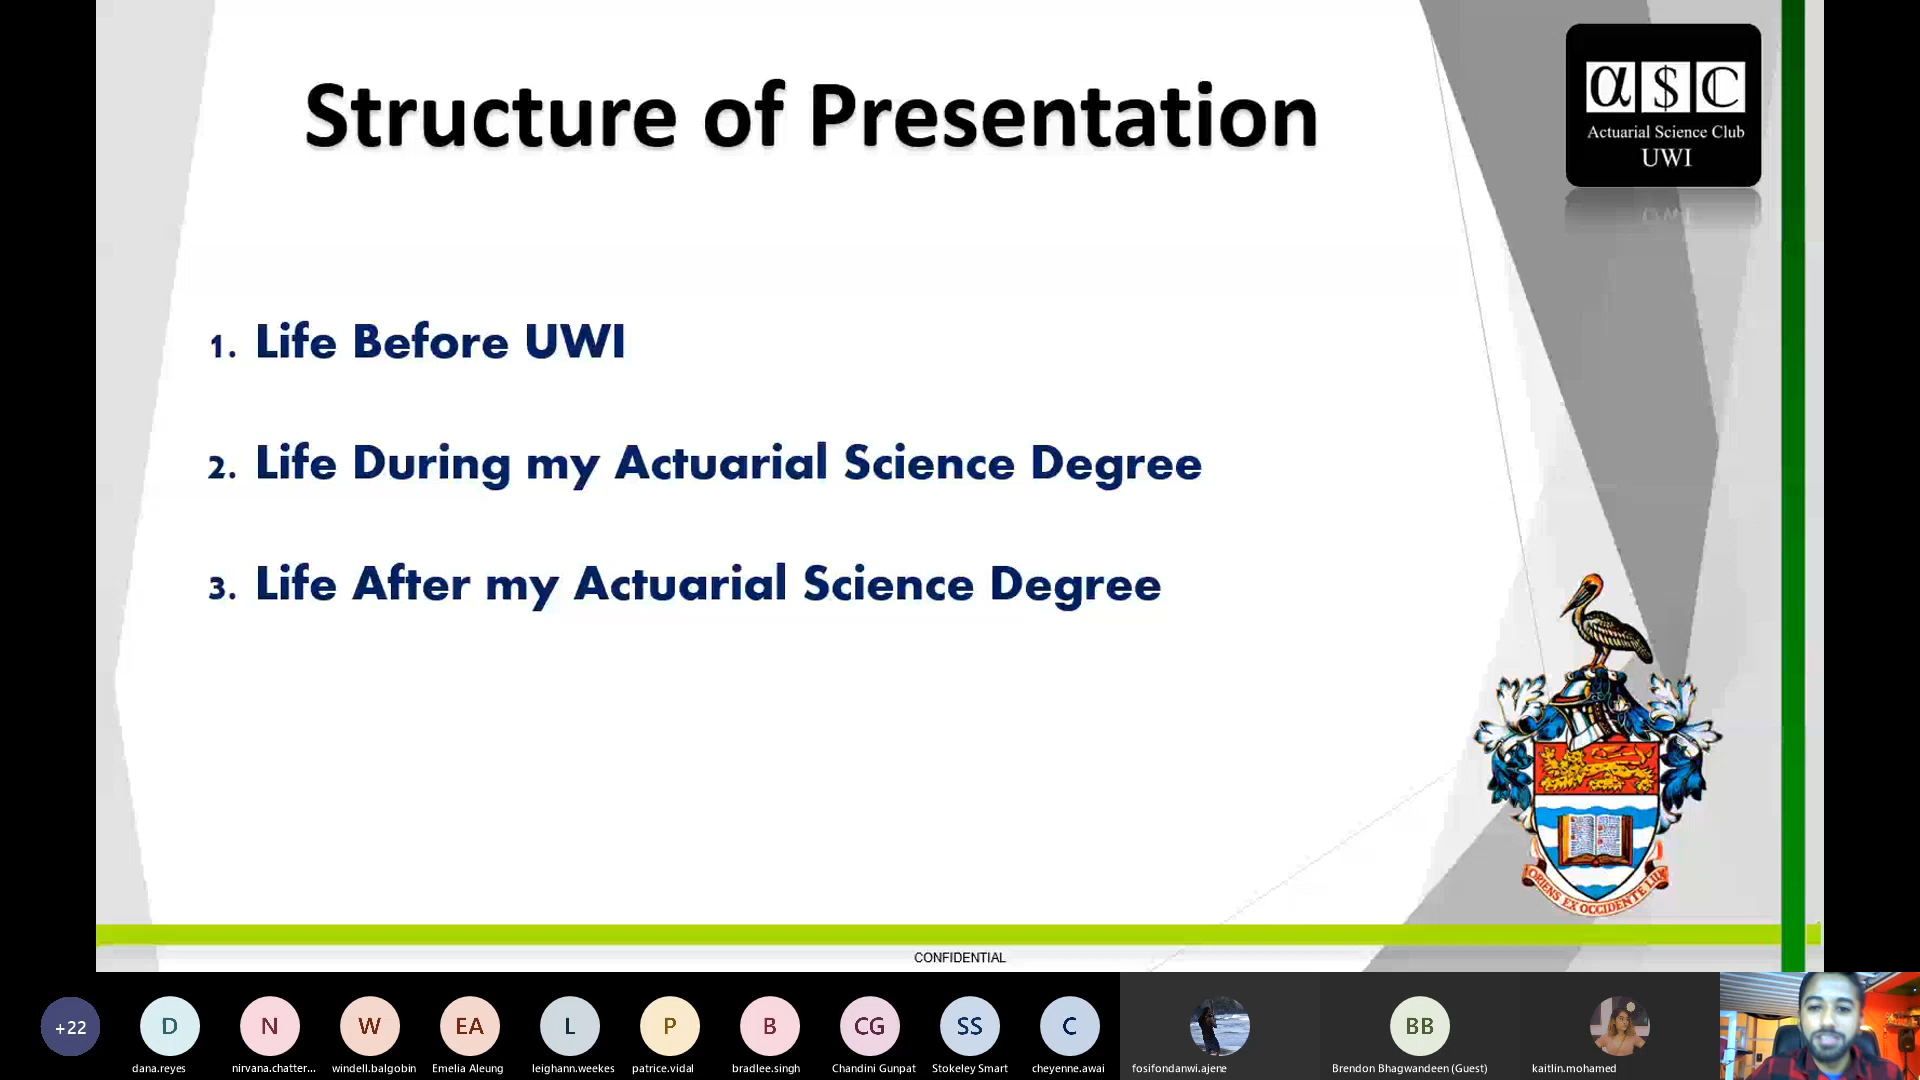 Structure of Presentation
α$C
Actuarial Science Club
UWI
1. Life Before UWI
2. Life During my Actuarial Science Degree
3. Life After my Actuarial Science Degree
ORIENS EX OCCIDENTE LUX
CONFIDENTIAL
+22
D
N
W
EA
L
P
B
CG
SS
C
BB
dana.reyes
nirvana.chatter...
windell.balgobin
Emelia Aleung
leighann.weekes
patrice.vidal
bradlee.singh
Chandini Gunpat
Stokeley Smart
cheyenne.awai
fosifondanwi.ajene
Brendon Bhagwandeen (Guest)
kaitlin.mohamed